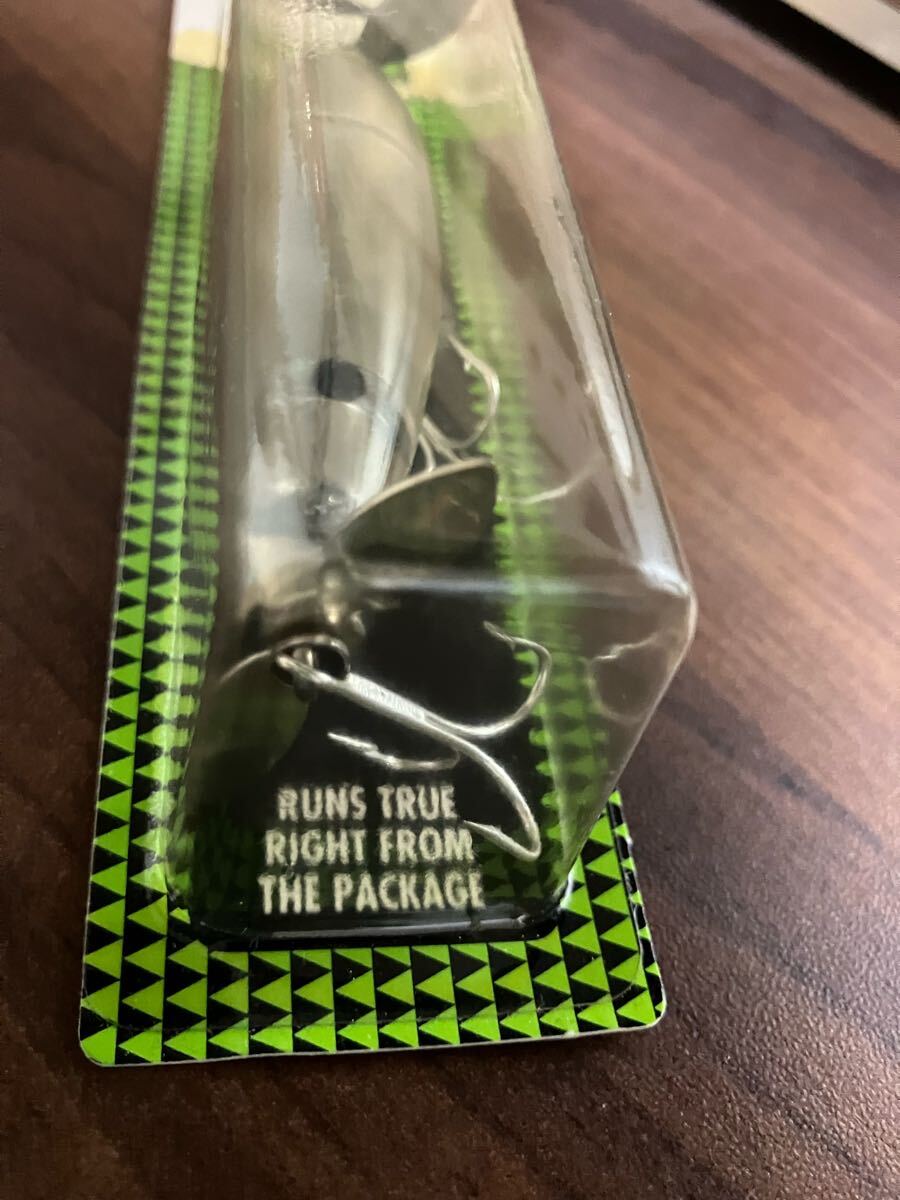 RUNS TRUE
RIGHT FROM
THE PACKAGE